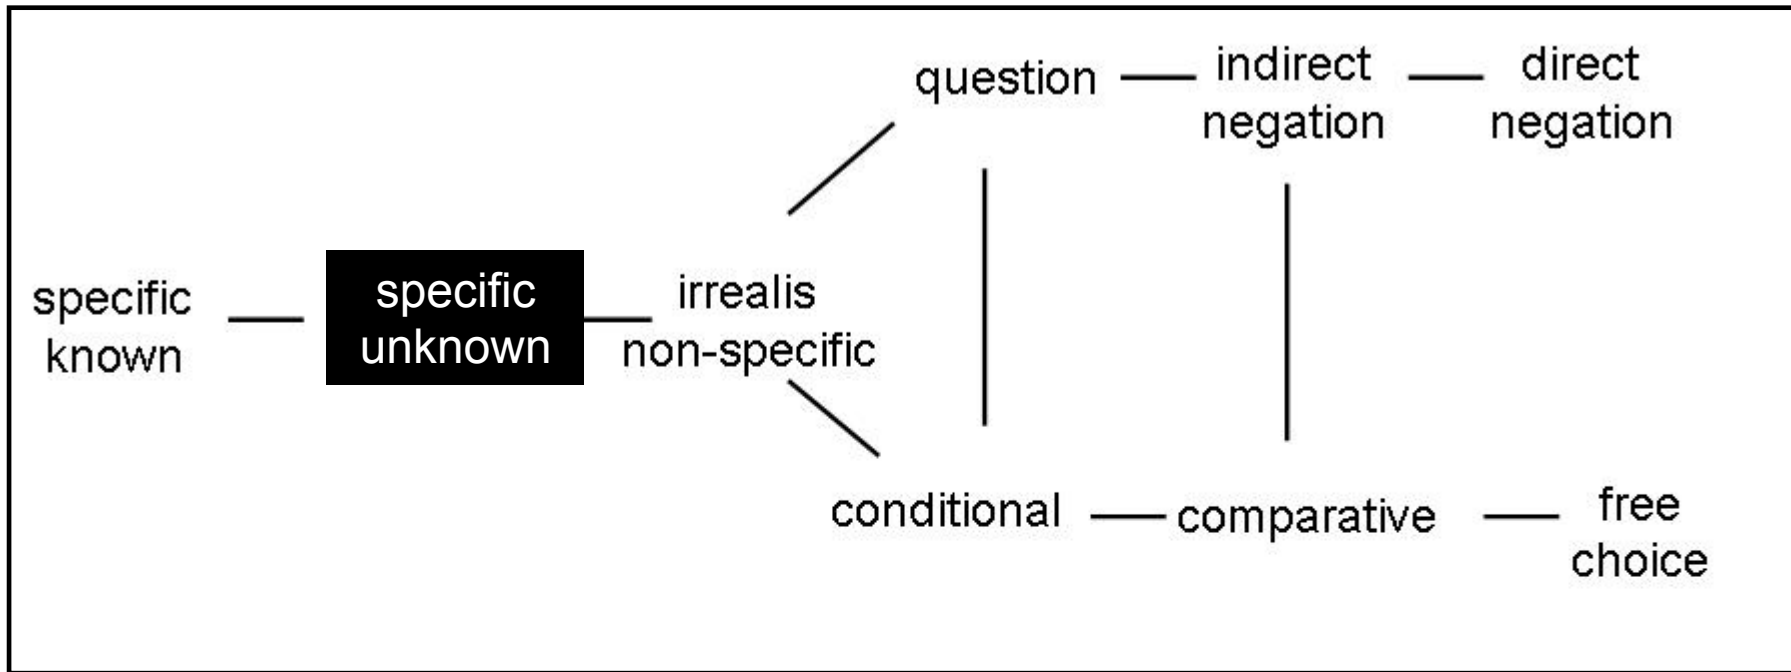 question
indirect
negation
direct
negation
specific
known
specific
unknown
irrealis
non-specific
conditional
comparative
free
choice